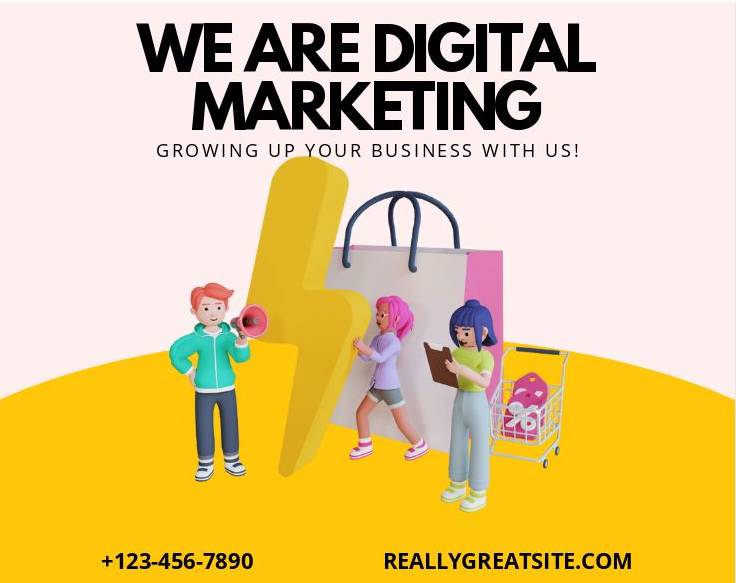 WE ARE DIGITAL
MARKETING
GROWING UP YOUR BUSINESS WITH US!
%
+123-456-7890
REALLYGREATSITE.COM